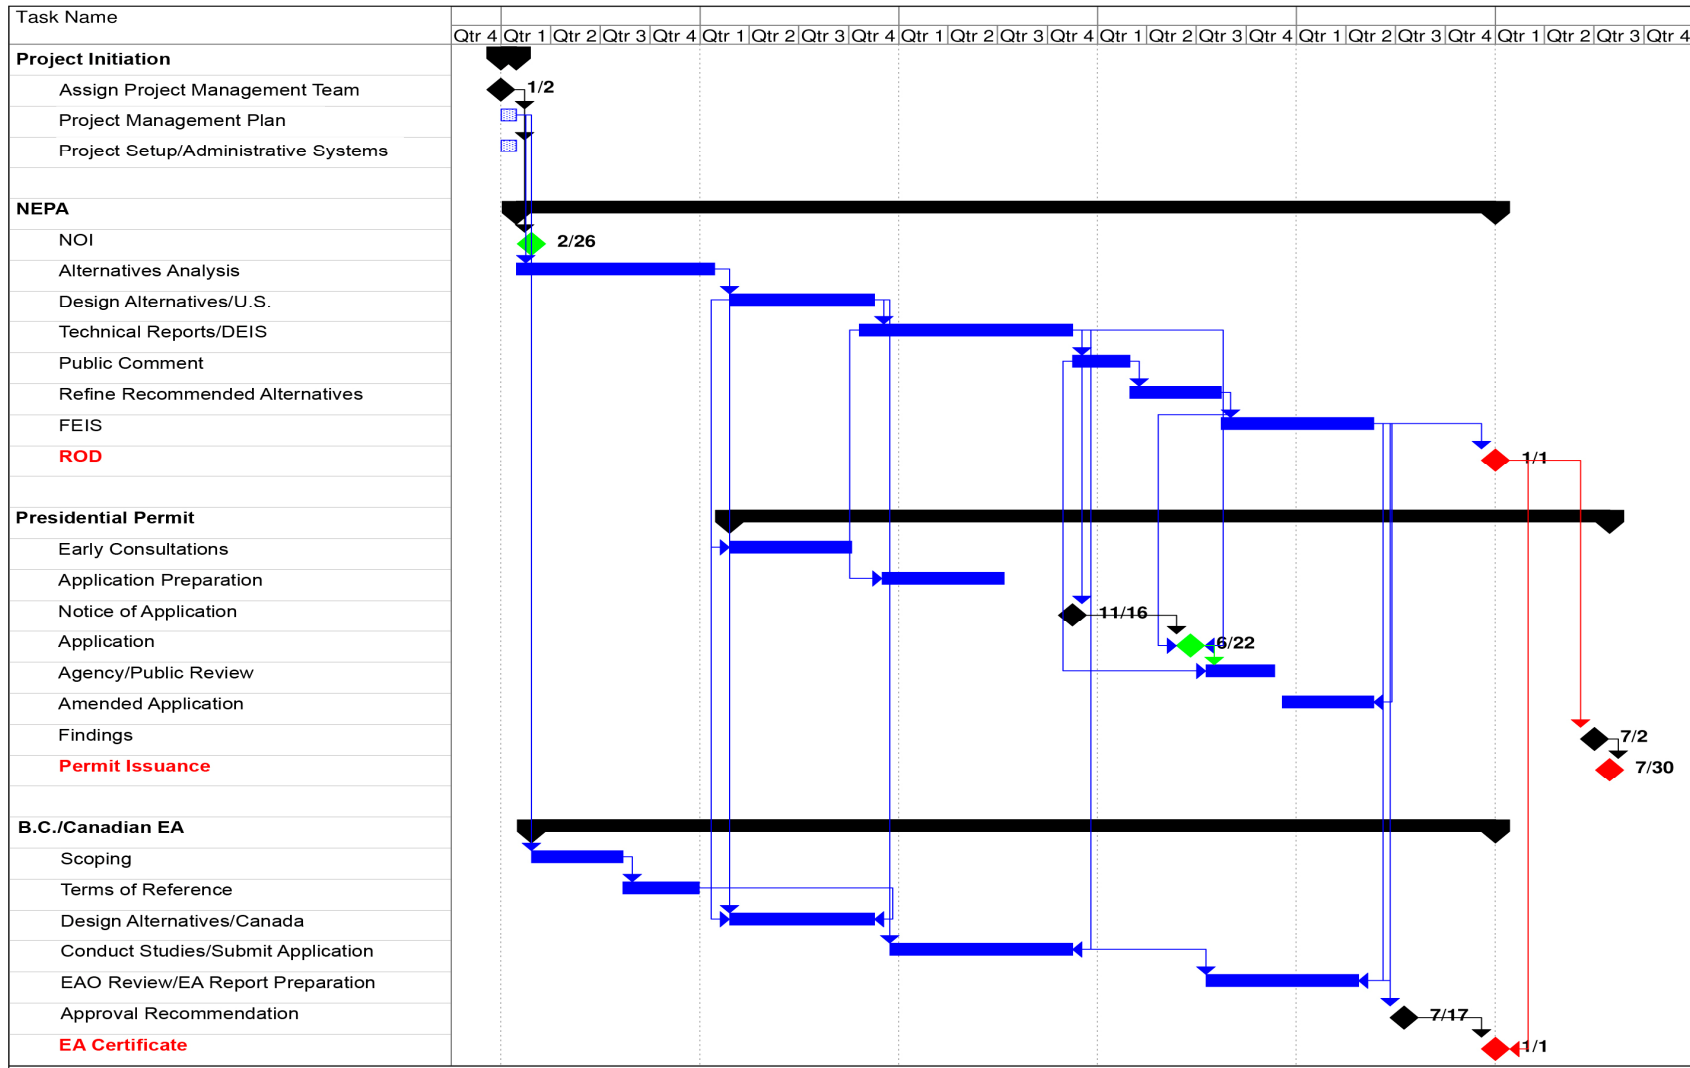 Task Name
Qtr 4 Qtr 1 Qtr 2 Qtr 3 Qtr 4 Qtr 1 Qtr 2 Qtr 3 Qtr 4 Qtr 1 Qtr 2 Qtr 3 Qtr 4 Qtr 1 Qtr 2 Qtr 3 Qtr 4 Qtr 1 Qtr 2 Qtr 3 Qtr 4 Qtr 1 Qtr 2 Qtr 3 Qtr 4
Project Initiation
Assign Project Management Team 1/2
Project Management Plan
Project Setup/Administrative Systems
NEPA
NOI 2/26
Alternatives Analysis
Design Alternatives/U.S.
Technical Reports/DEIS
Public Comment
Refine Recommended Alternatives
FEIS
ROD 1/1
Presidential Permit
Early Consultations
Application Preparation
Notice of Application 11/16
Application 6/22
Agency/Public Review
Amended Application
Findings 7/2
Permit Issuance 7/30
B.C./Canadian EA
Scoping
Terms of Reference
Design Alternatives/Canada
Conduct Studies/Submit Application
EAO Review/EA Report Preparation
Approval Recommendation 7/17
EA Certificate 1/1